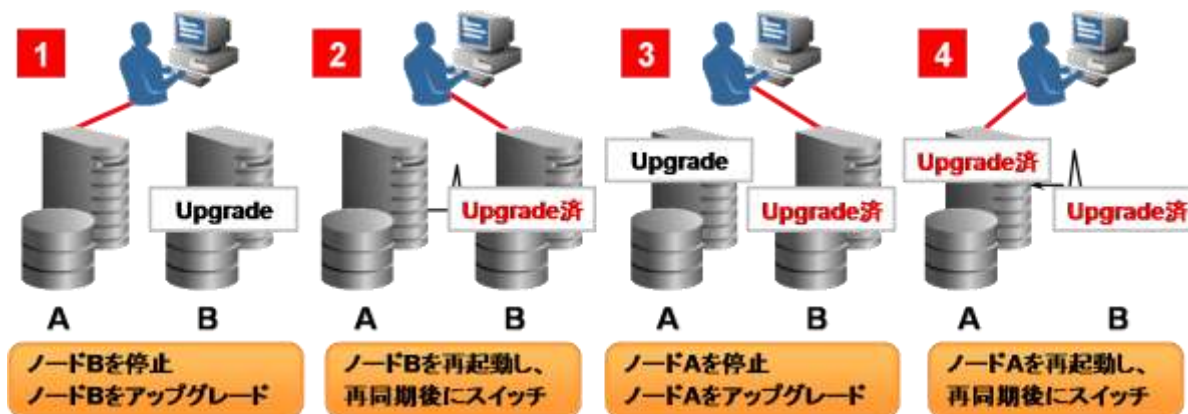 1
Upgrade
A
B
ノードBを停止
ノードBをアップグレード
2
Upgrade済
A
B
ノードBを再起動し、
再同期後にスイッチ
3
Upgrade
Upgrade済
A
B
ノードAを停止
ノードAをアップグレード
4
Upgrade済
Upgrade済
A
B
ノードAを再起動し、
再同期後にスイッチ